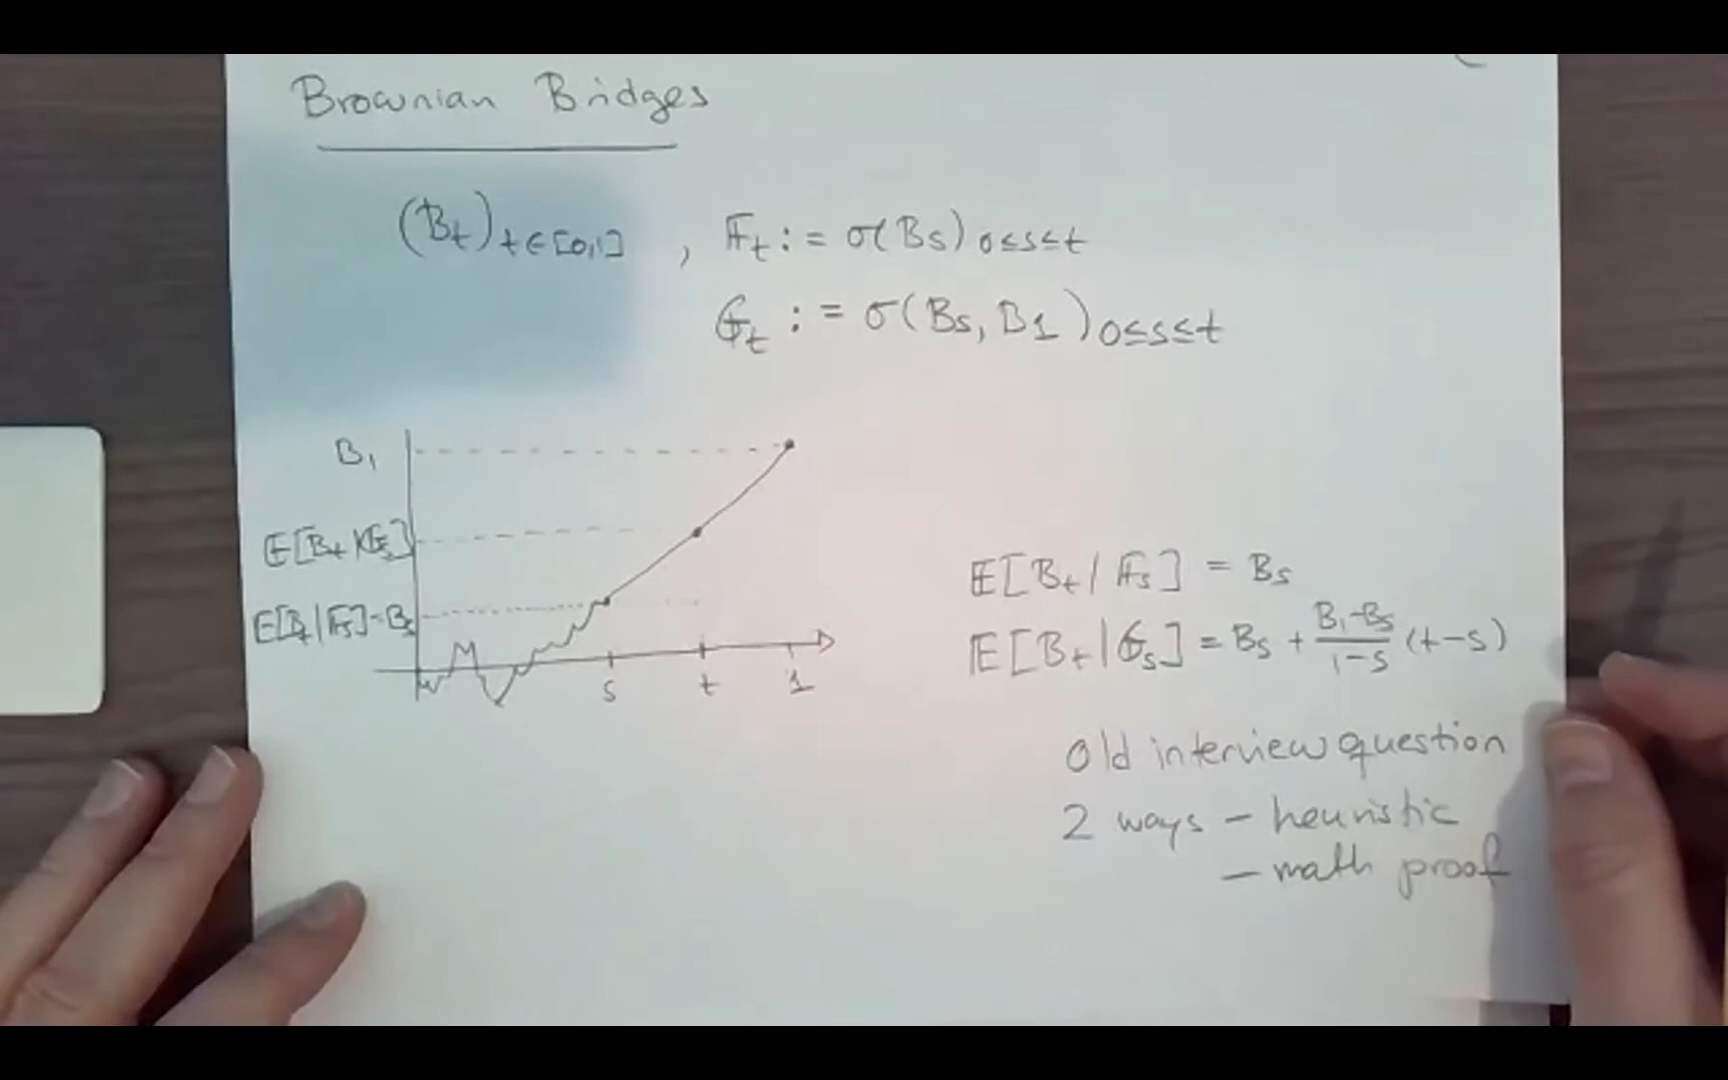 Brownian Bridges
(B_t)_{t∈[0,1]} , 𝔽_t := σ(B_s)_{0≤s≤t}
𝔾_t := σ(B_s, B_1)_{0≤s≤t}
B_1
𝔼[B_t|𝔾_s]
𝔼[B_t|𝔽_s]=B_s
s t 1
𝔼[B_t|𝔽_s] = B_s
𝔼[B_t|𝔾_s] = B_s + \frac{B_1-B_s}{1-s} (t-s)
old interview question
2 ways - heuristic
- math proof